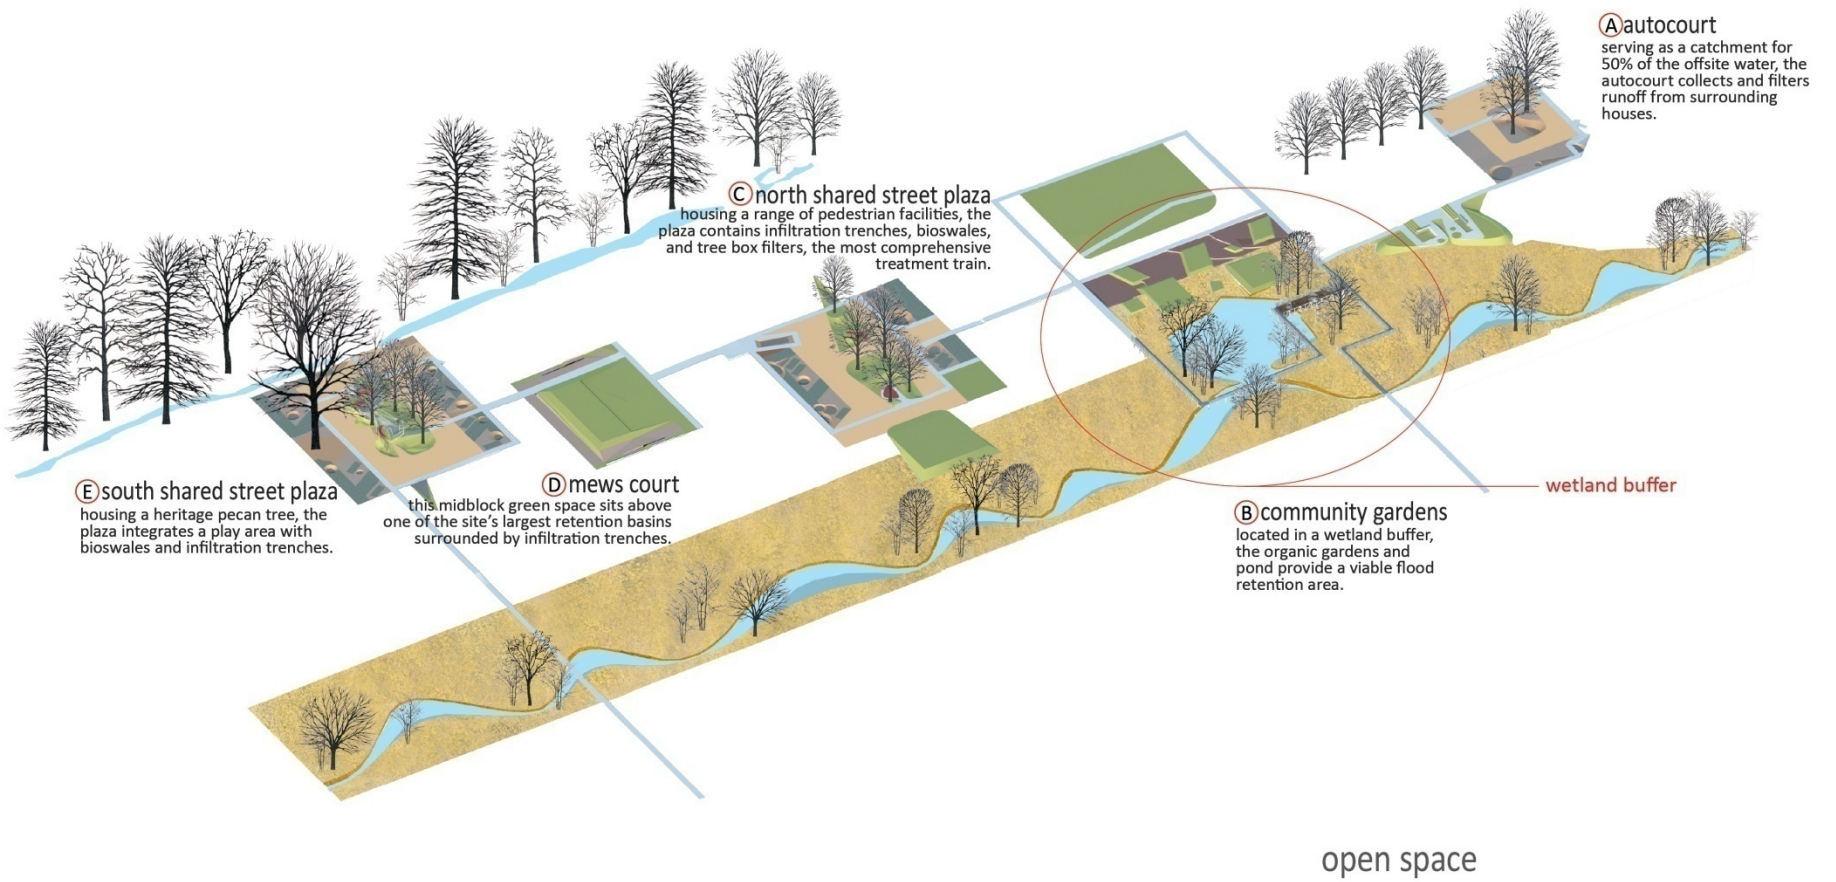 A autocourt
serving as a catchment for
50% of the offsite water, the
autocourt collects and filters
runoff from surrounding
houses.
C north shared street plaza
housing a range of pedestrian facilities, the
plaza contains infiltration trenches, bioswales,
and tree box filters, the most comprehensive
treatment train.
E south shared street plaza
housing a heritage pecan tree, the
plaza integrates a play area with
bioswales and infiltration trenches.
D mews court
this midblock green space sits above
one of the site's largest retention basins
surrounded by infiltration trenches.
wetland buffer
B community gardens
located in a wetland buffer,
the organic gardens and
pond provide a viable flood
retention area.
open space